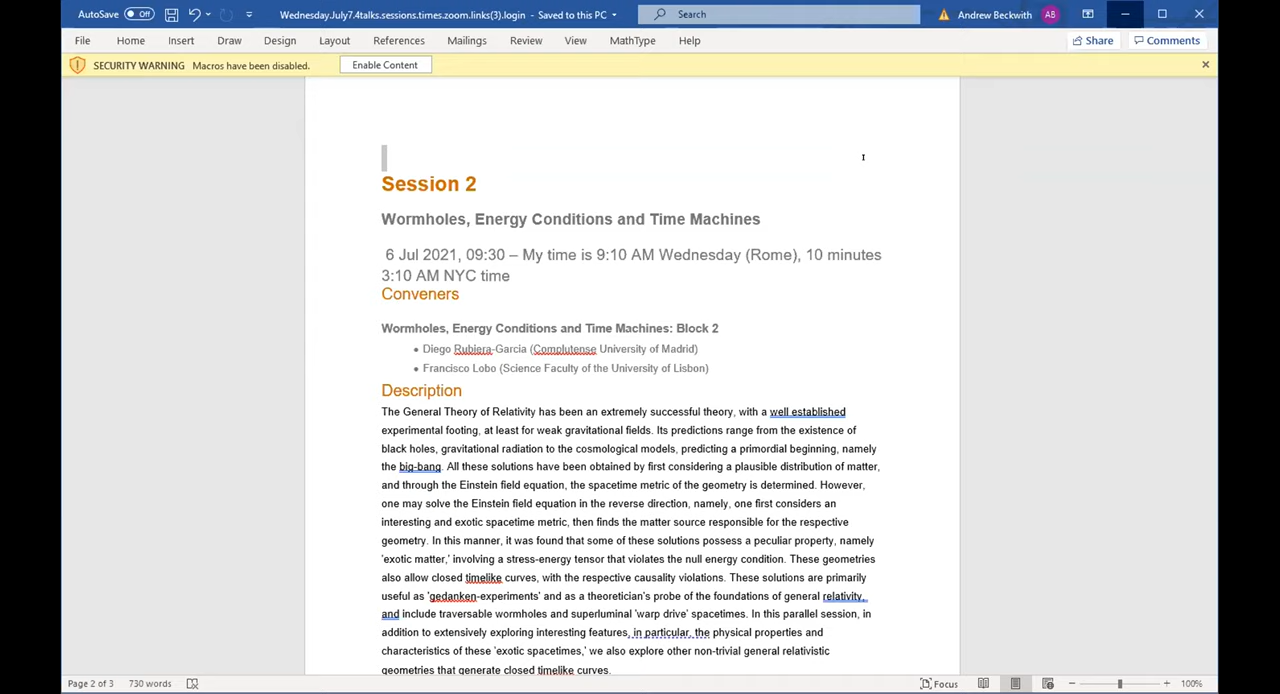 AutoSave Off Wednesday.July7.4talks.sessions.times.zoom.links(3).login - Saved to this PC Search Andrew Beckwith AB
File Home Insert Draw Design Layout References Mailings Review View MathType Help Share Comments
SECURITY WARNING Macros have been disabled. Enable Content
Session 2
Wormholes, Energy Conditions and Time Machines
6 Jul 2021, 09:30 – My time is 9:10 AM Wednesday (Rome), 10 minutes
3:10 AM NYC time
Conveners
Wormholes, Energy Conditions and Time Machines: Block 2
• Diego Rubiera-Garcia (Complutense University of Madrid)
• Francisco Lobo (Science Faculty of the University of Lisbon)
Description
The General Theory of Relativity has been an extremely successful theory, with a well established
experimental footing, at least for weak gravitational fields. Its predictions range from the existence of
black holes, gravitational radiation to the cosmological models, predicting a primordial beginning, namely
the big-bang. All these solutions have been obtained by first considering a plausible distribution of matter,
and through the Einstein field equation, the spacetime metric of the geometry is determined. However,
one may solve the Einstein field equation in the reverse direction, namely, one first considers an
interesting and exotic spacetime metric, then finds the matter source responsible for the respective
geometry. In this manner, it was found that some of these solutions possess a peculiar property, namely
'exotic matter,' involving a stress-energy tensor that violates the null energy condition. These geometries
also allow closed timelike curves, with the respective causality violations. These solutions are primarily
useful as 'gedanken-experiments' and as a theoretician's probe of the foundations of general relativity,
and include traversable wormholes and superluminal 'warp drive' spacetimes. In this parallel session, in
addition to extensively exploring interesting features, in particular, the physical properties and
characteristics of these 'exotic spacetimes,' we also explore other non-trivial general relativistic
geometries that generate closed timelike curves.
Page 2 of 3 730 words Focus 100%